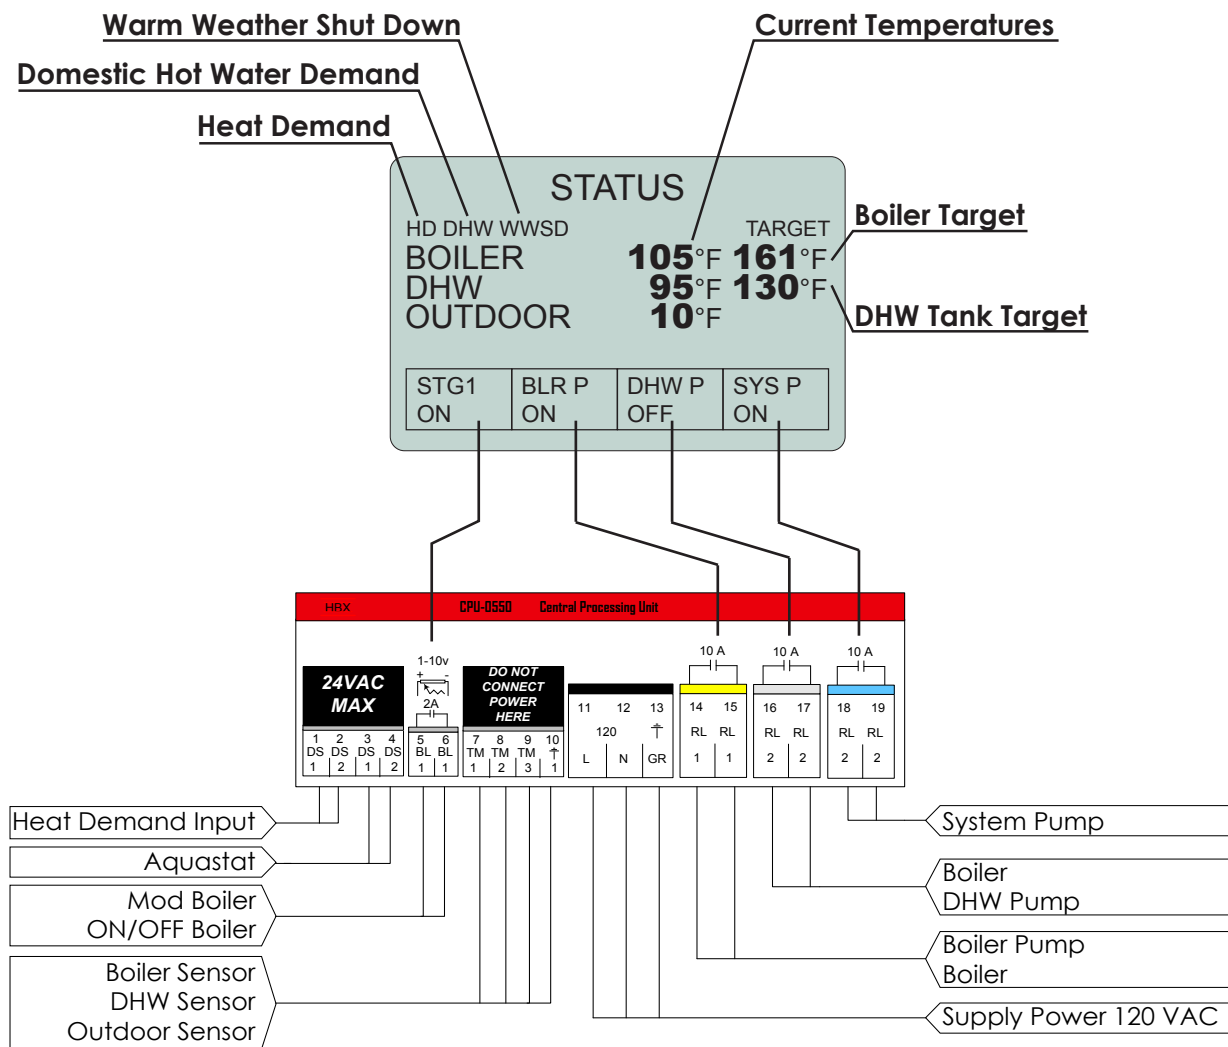 Warm Weather Shut Down
Current Temperatures
Domestic Hot Water Demand
Heat Demand
STATUS
HD DHW WWSD TARGET
Boiler Target
BOILER 105°F 161°F
DHW 95°F 130°F
OUTDOOR 10°F
DHW Tank Target
STG1 BLR P DHW P SYS P
ON ON OFF ON
HBX CPU-0550 Central Processing Unit
24VAC
MAX
1-10v
+ -
2A
DO NOT
CONNECT
POWER
HERE
10 A 10 A 10 A
1 2 3 4 5 6 7 8 9 10
DS DS DS DS BL BL TM TM TM
1 2 1 2 1 1 1 2 3 1
11 12 13
120
L N GR
14 15 16 17 18 19
RL RL RL RL RL RL
1 1 2 2 2 2
Heat Demand Input
Aquastat
Mod Boiler
ON/OFF Boiler
Boiler Sensor
DHW Sensor
Outdoor Sensor
System Pump
Boiler
DHW Pump
Boiler Pump
Boiler
Supply Power 120 VAC